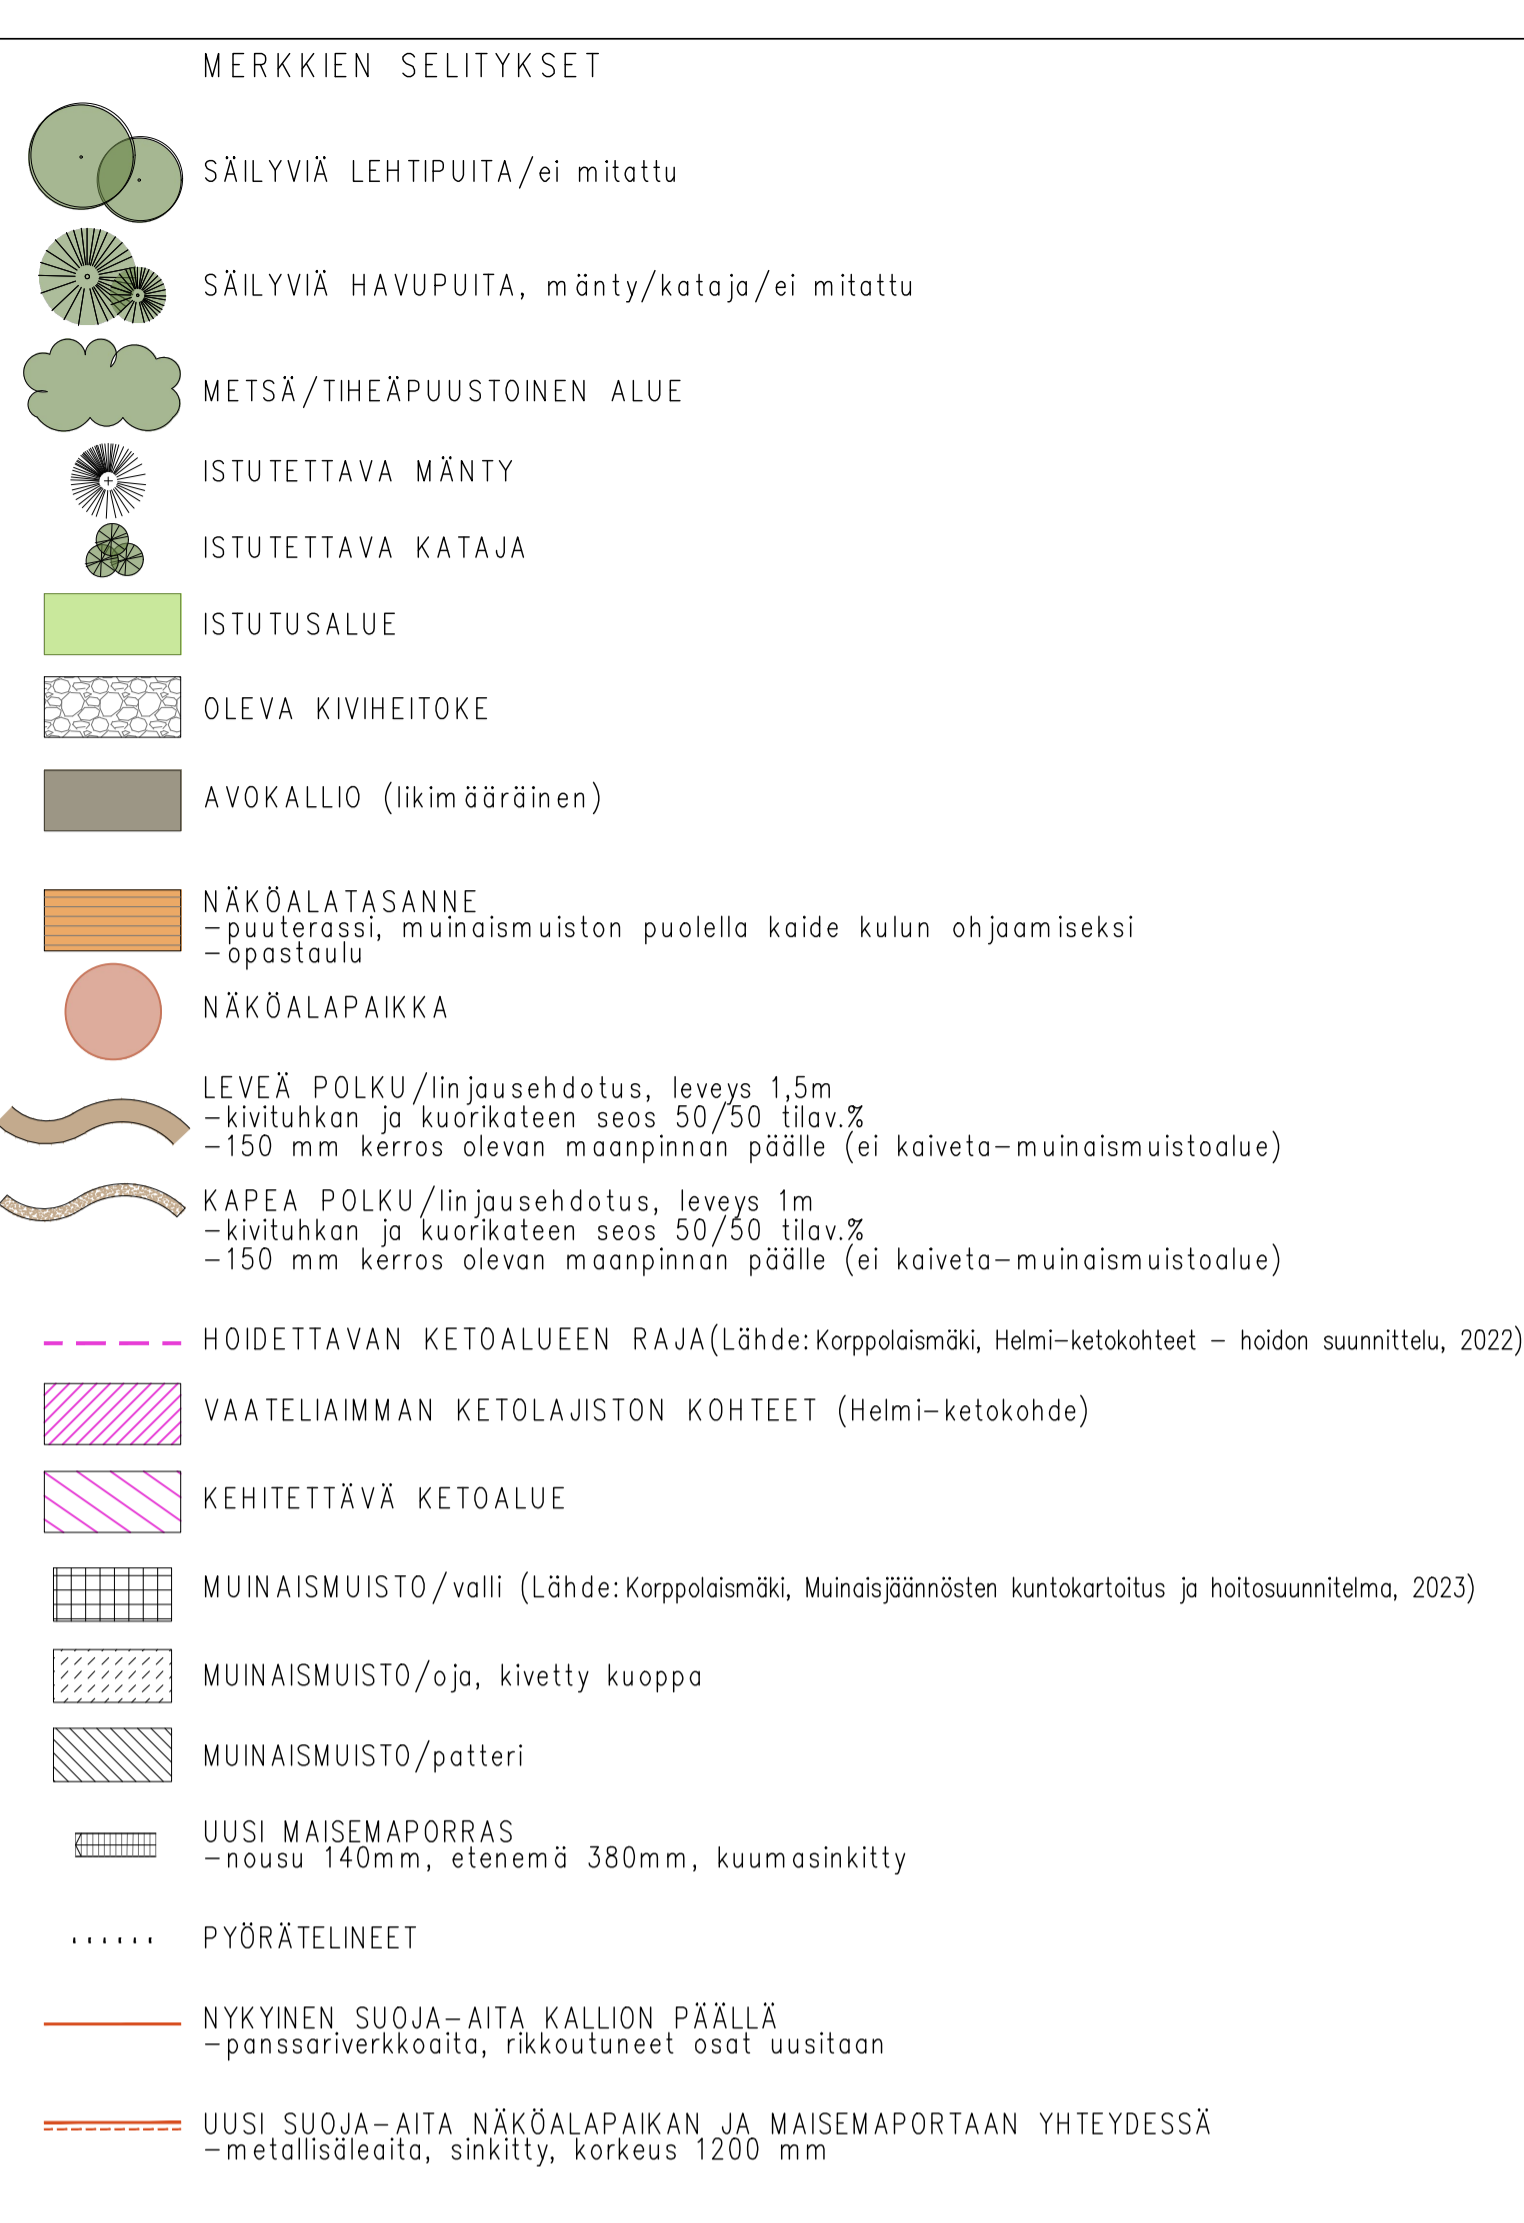 MERKKIEN SELITYKSET
SÄILYVIÄ LEHTIPUITA/ei mitattu
SÄILYVIÄ HAVUPUITA, mänty/kataja/ei mitattu
METSÄ/TIHEÄPUUSTOINEN ALUE
ISTUTETTAVA MÄNTY
ISTUTETTAVA KATAJA
ISTUTUSALUE
OLEVA KIVIHEITOKE
AVOKALLIO (likimääräinen)
NÄKÖALATASANNE
-puuterassi, muinaismuiston puolella kaide kulun ohjaamiseksi
-opastaulu
NÄKÖALAPAIKKA
LEVEÄ POLKU/linjausehdotus, leveys 1,5m
-kivituhkan ja kuorikateen seos 50/50 tilav.%
-150 mm kerros olevan maanpinnan päälle (ei kaiveta-muinaismuistoalue)
KAPEA POLKU/linjausehdotus, leveys 1m
-kivituhkan ja kuorikateen seos 50/50 tilav.%
-150 mm kerros olevan maanpinnan päälle (ei kaiveta-muinaismuistoalue)
HOIDETTAVAN KETOALUEEN RAJA(Lähde: Korppolaismäki, Helmi-ketokohteet - hoidon suunnittelu, 2022)
VAATELIAIMMAN KETOLAJISTON KOHTEET (Helmi-ketokohde)
KEHITETTÄVÄ KETOALUE
MUINAISMUISTO/valli (Lähde: Korppolaismäki, Muinaisjäännösten kuntokartoitus ja hoitosuunnitelma, 2023)
MUINAISMUISTO/oja, kivetty kuoppa
MUINAISMUISTO/patteri
UUSI MAISEMAPORRAS
-nousu 140mm, etenemä 380mm, kuumasinkitty
PYÖRÄTELINEET
NYKYINEN SUOJA-AITA KALLION PÄÄLLÄ
-panssariverkkoaita, rikkoutuneet osat uusitaan
UUSI SUOJA-AITA NÄKÖALAPAIKAN JA MAISEMAPORTAAN YHTEYDESSÄ
-metallisäleaita, sinkitty, korkeus 1200 mm